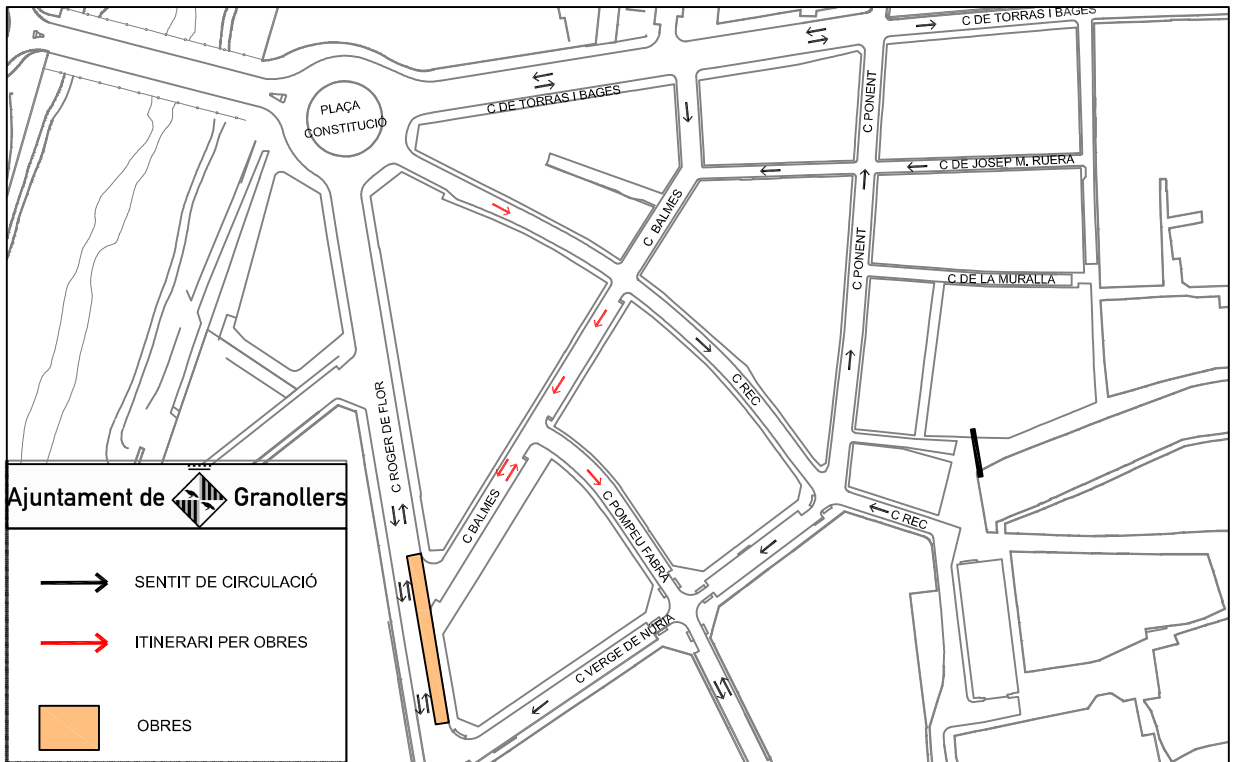 C DE TORRAS I BAGES
C DE TORRAS I BAGES
PLAÇA
CONSTITUCIO
C PONENT
C DE JOSEP M. RUERA
C BALMES
C PONENT
C DE LA MURALLA
C REC
C ROGER DE FLOR
C BALMES
C POMPEU FABRA
C REC
C VERGE DE NÚRIA
Ajuntament de Granollers
SENTIT DE CIRCULACIÓ
ITINERARI PER OBRES
OBRES